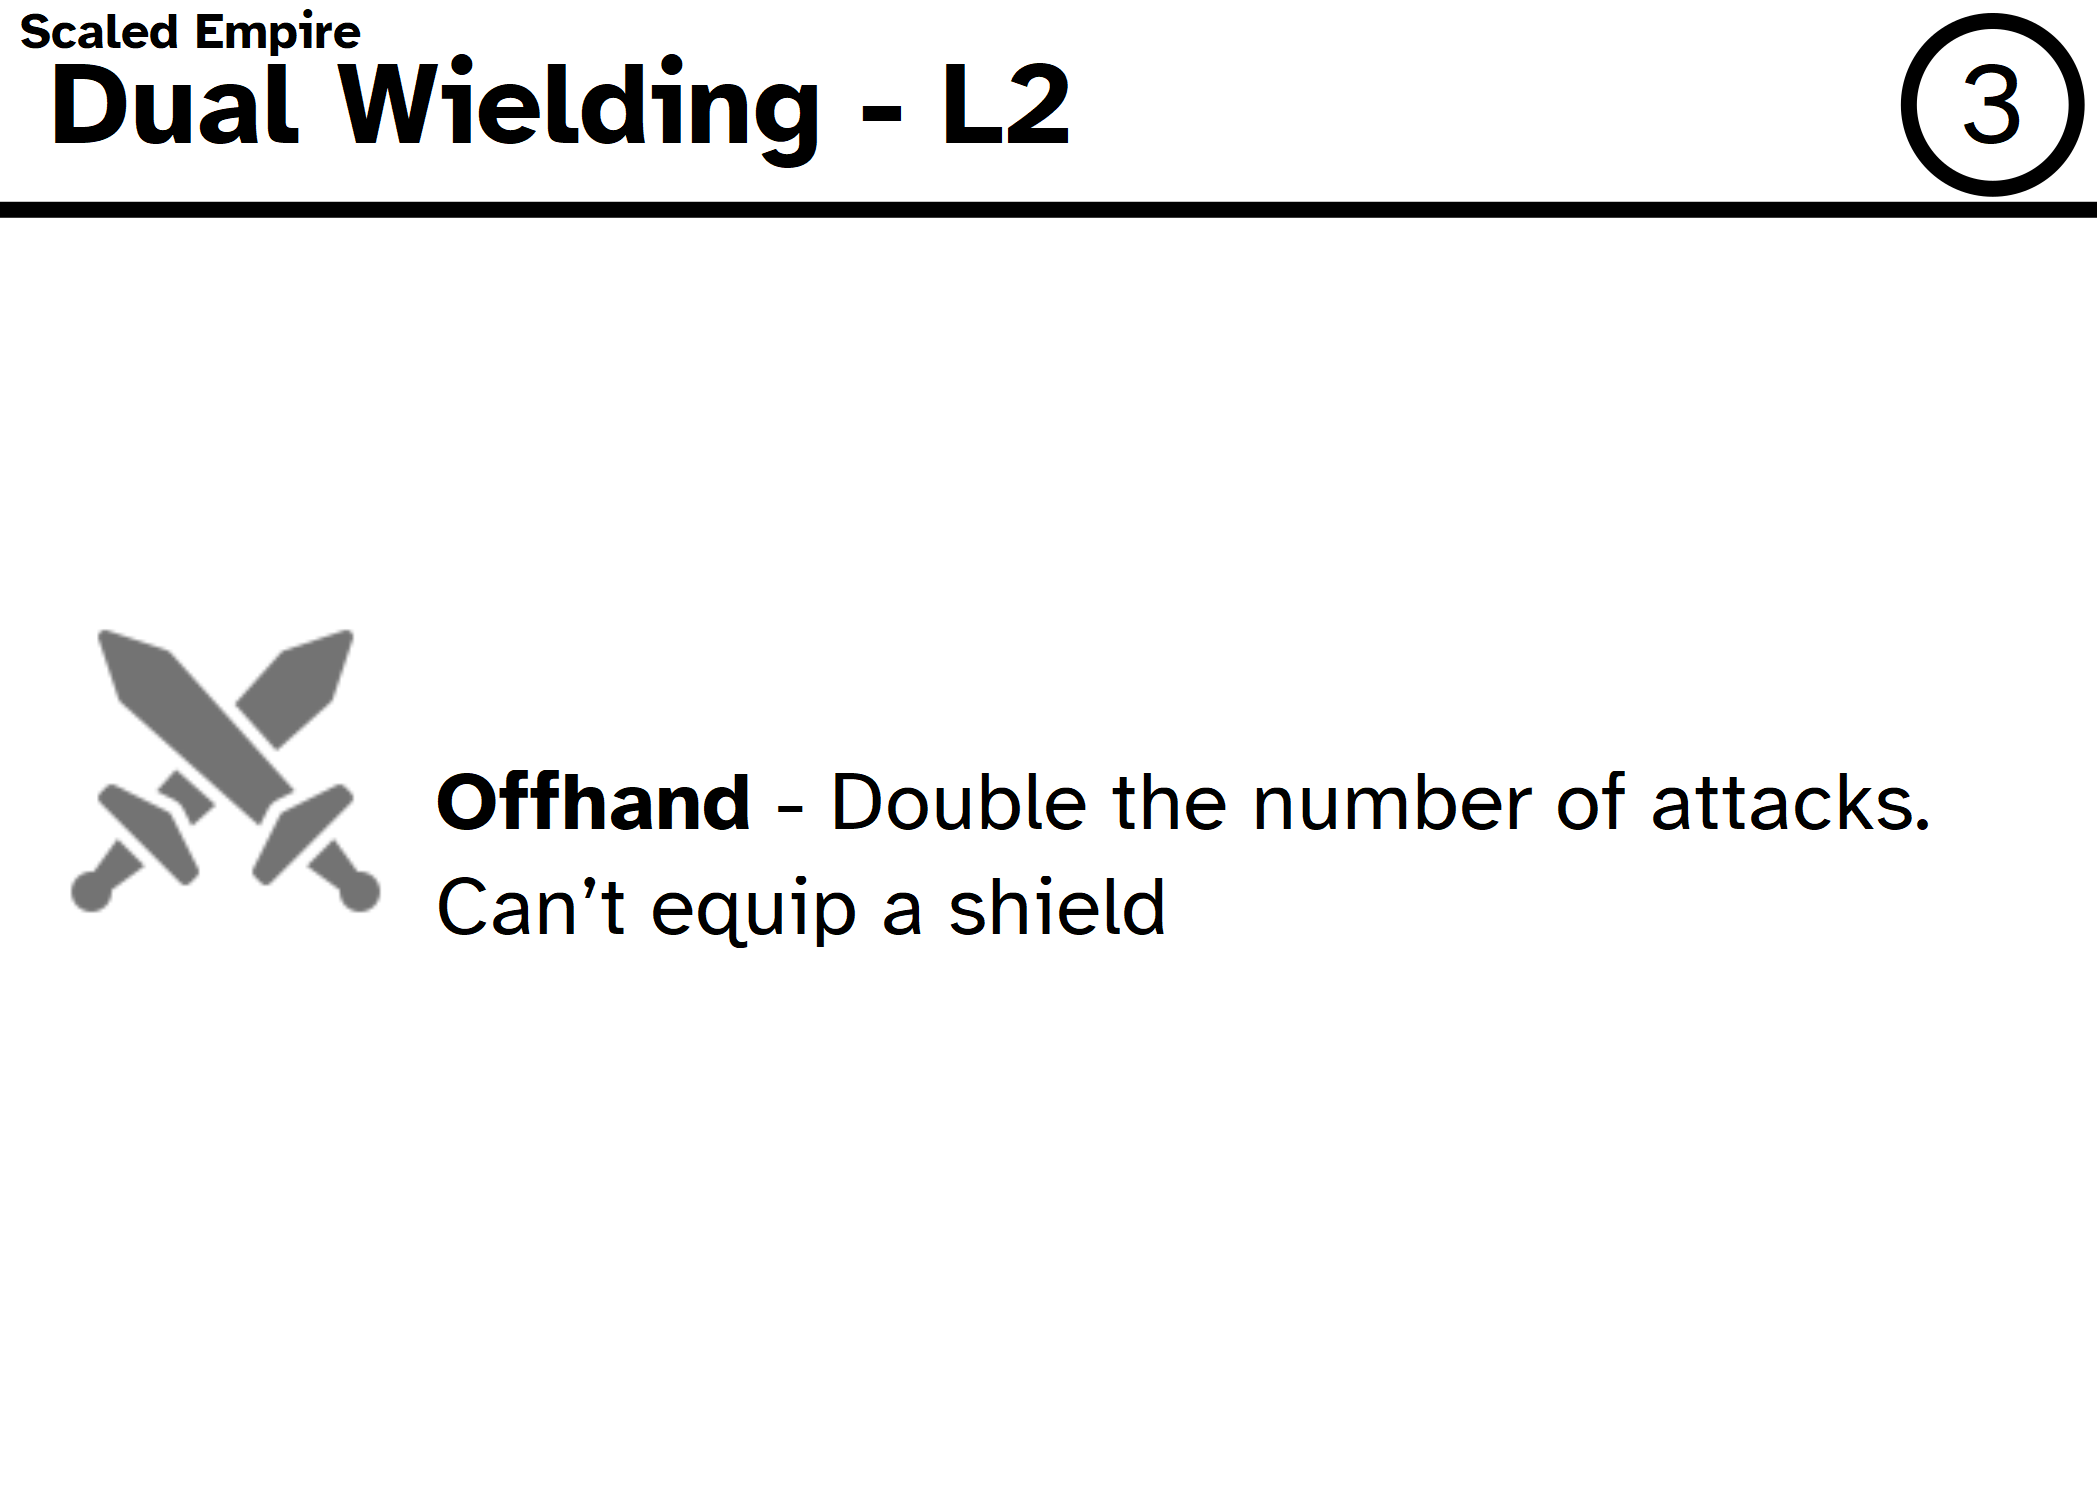 Scaled Empire
Dual Wielding - L2
3
Offhand - Double the number of attacks.
Can’t equip a shield